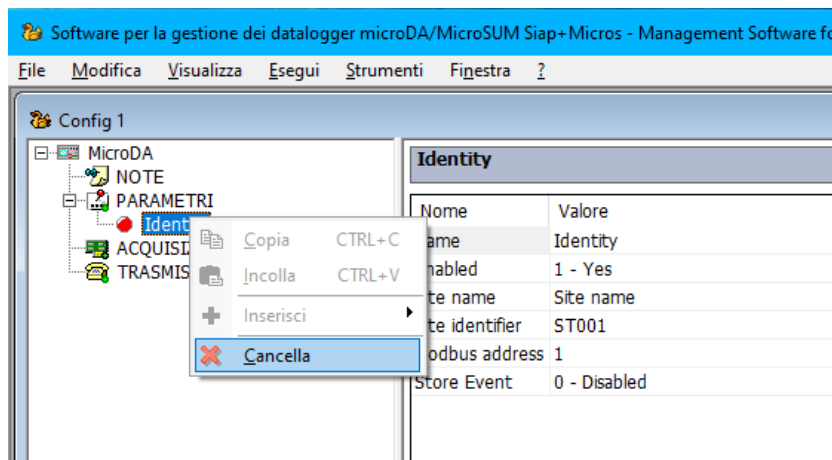 Software per la gestione dei datalogger microDA/MicroSUM Siap+Micros - Management Software fo
File Modifica Visualizza Esegui Strumenti Finestra ?
Config 1
MicroDA
NOTE
PARAMETRI
Identi
ACQUISIZ
TRASMIS
Copia CTRL+C
Incolla CTRL+V
Inserisci
Cancella
Identity
Nome Valore
ame Identity
nabled 1 - Yes
te name Site name
te identifier ST001
odbus address 1
Store Event 0 - Disabled